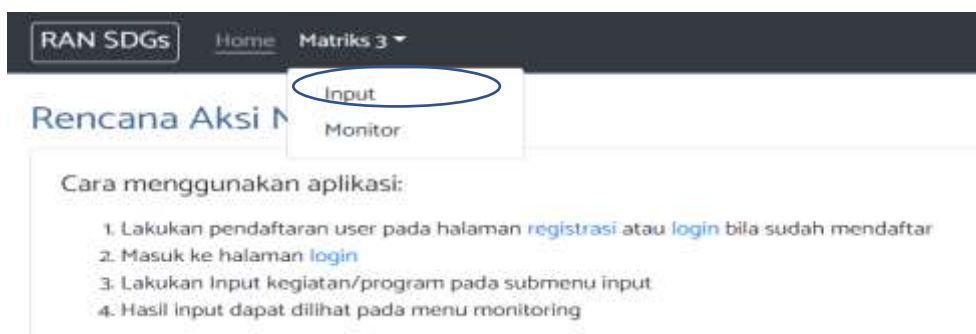 RAN SDGs Home Matriks 3
Input
Monitor
Rencana Aksi N
Cara menggunakan aplikasi:
1. Lakukan pendaftaran user pada halaman registrasi atau login bila sudah mendaftar
2. Masuk ke halaman login
3. Lakukan Input kegiatan/program pada submenu input
4. Hasil input dapat dilihat pada menu monitoring